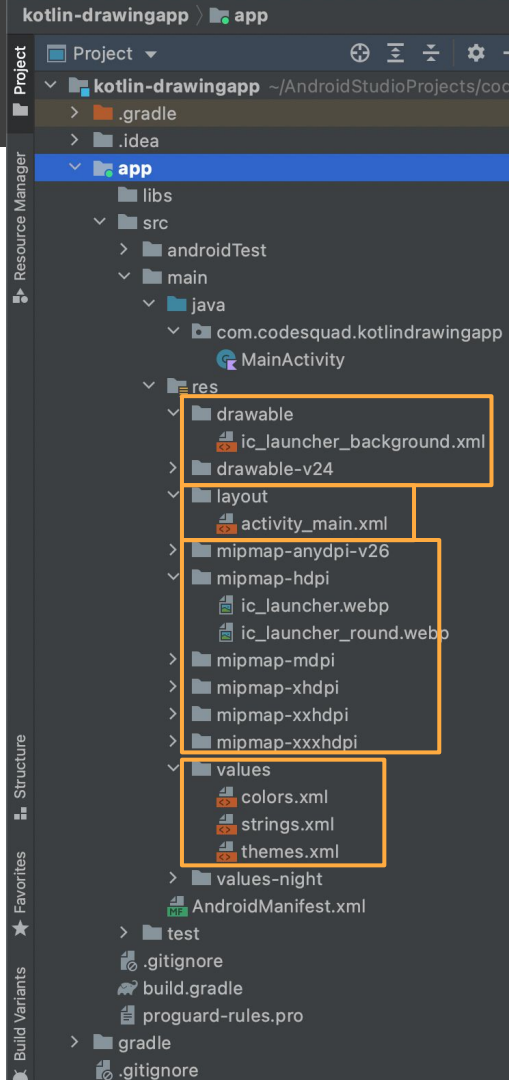 kotlin-drawingapp app
Project
kotlin-drawingapp ~/AndroidStudioProjects/coc
.gradle
.idea
app
libs
src
androidTest
main
java
com.codesquad.kotlindrawingapp
MainActivity
res
drawable
ic_launcher_background.xml
drawable-v24
layout
activity_main.xml
mipmap-anydpi-v26
mipmap-hdpi
ic_launcher.webp
ic_launcher_round.webp
mipmap-mdpi
mipmap-xhdpi
mipmap-xxhdpi
mipmap-xxxhdpi
values
colors.xml
strings.xml
themes.xml
values-night
MF AndroidManifest.xml
test
.gitignore
build.gradle
proguard-rules.pro
gradle
.gitignore
Project
Resource Manager
Structure
Favorites
Build Variants